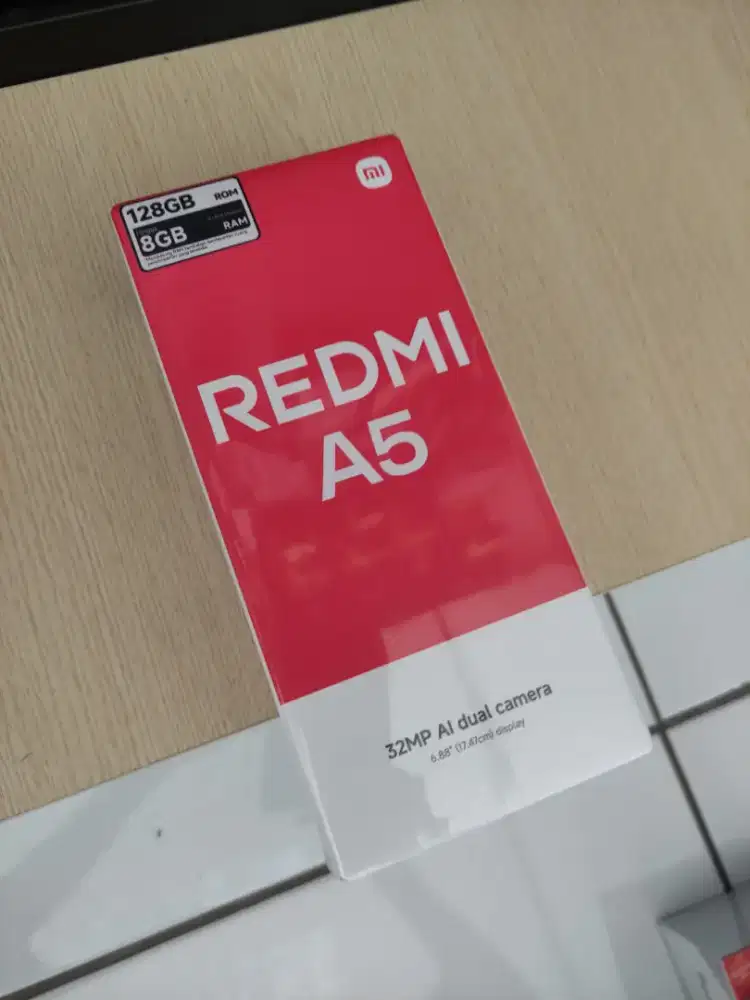 128GB ROM
8GB RAM
mi
REDMI
A5
32MP AI dual camera
6.88" (17.47cm) display